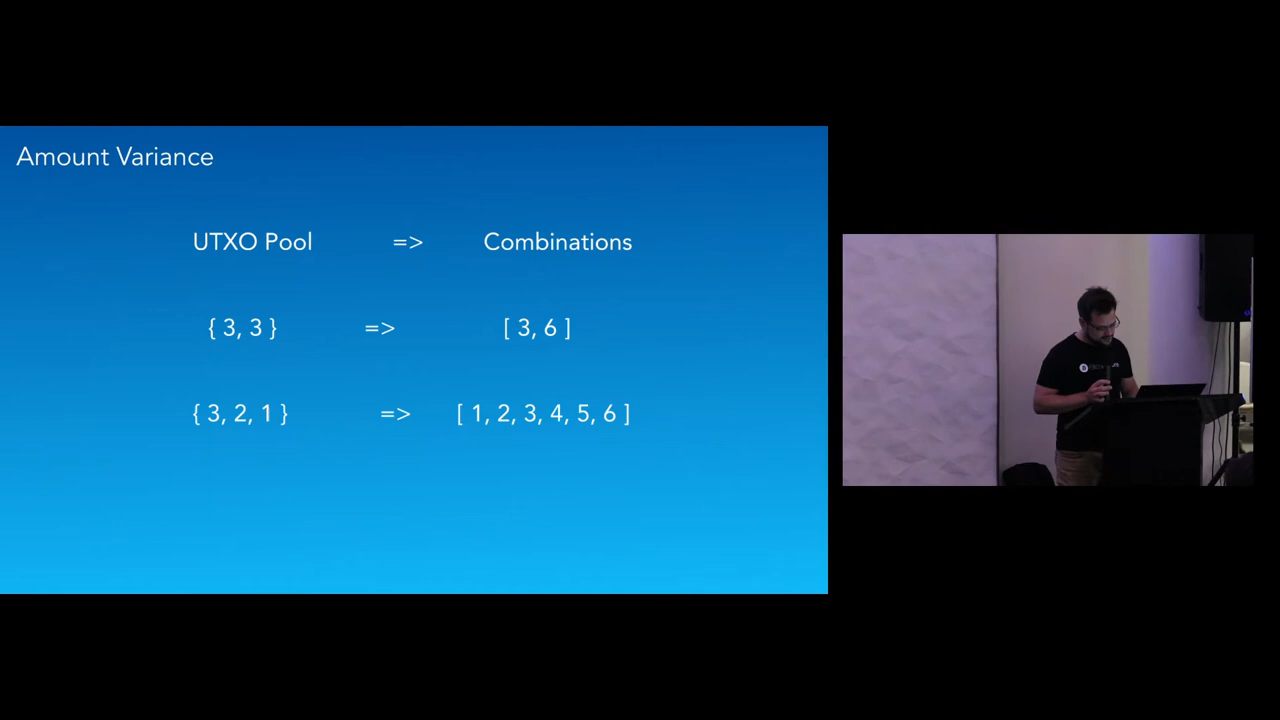 Amount Variance
UTXO Pool => Combinations
{ 3, 3 } => [ 3, 6 ]
{ 3, 2, 1 } => [ 1, 2, 3, 4, 5, 6 ]